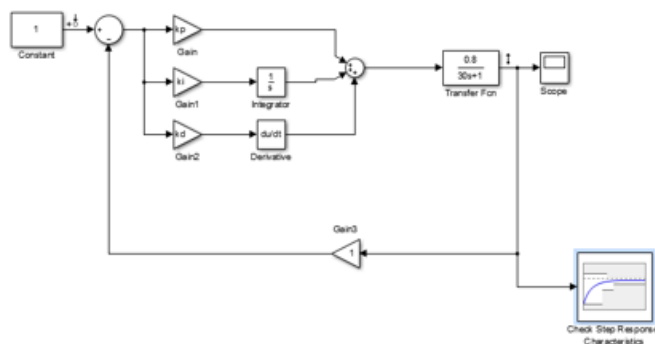 1
Constant
+
−
kp
Gain
ki
Gain1
1
s
Integrator
kd
Gain2
du/dt
Derivative
+
+
+
0.8
30s+1
Transfer Fcn
Scope
Gain3
1
Check Step Response
Characteristics